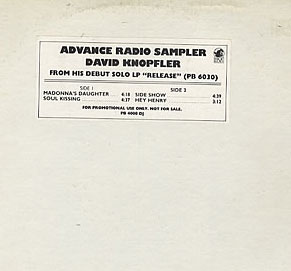 ADVANCE RADIO SAMPLER
DAVID KNOPFLER
FROM HIS DEBUT SOLO LP "RELEASE" (PB 6030)
SIDE 1 SIDE 2
MADONNA'S DAUGHTER 4:18 SIDE SHOW 4:39
SOUL KISSING 4:27 HEY HENRY 3:12
FOR PROMOTIONAL USE ONLY. NOT FOR SALE.
PB 4000 DJ